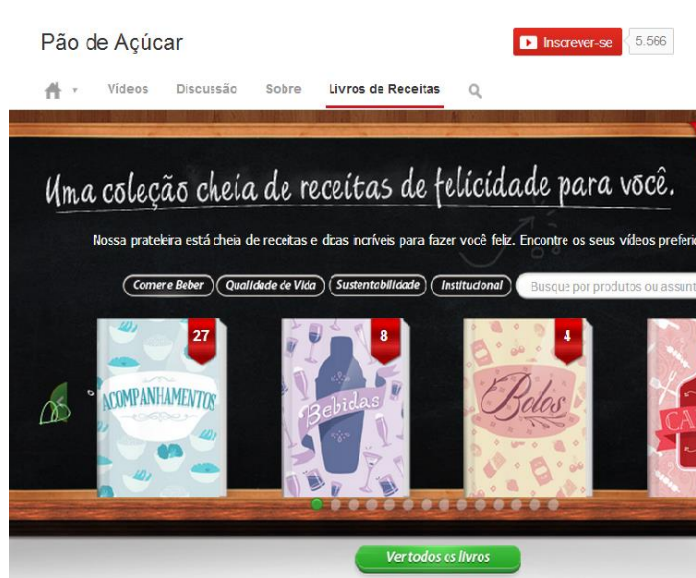 Pão de Açúcar
Inscrever-se
5.566
Vídeos
Discussão
Sobre
Livros de Receitas
Uma coleção cheia de receitas de felicidade para você.
Nossa prateleira está cheia de receitas e dicas incríveis para fazer você feliz. Encontre os seus vídeos preferi
Comer e Beber
Qualidade de Vida
Sustentabilidade
Institucional
Busque por produtos ou assunt
27
8
4
ACOMPANHAMENTOS
Bebidas
Bolos
CA
Ver todos os livros